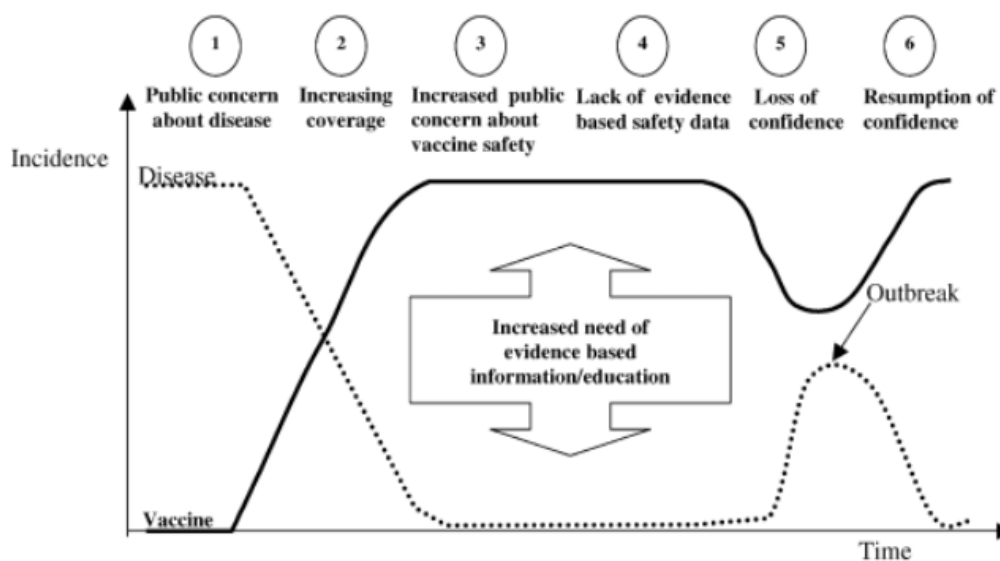 1
2
3
4
5
6
Public concern
about disease
Increasing
coverage
Increased public
concern about
vaccine safety
Lack of evidence
based safety data
Loss of
confidence
Resumption of
confidence
Incidence
Disease
Outbreak
Increased need of
evidence based
information/education
Vaccine
Time